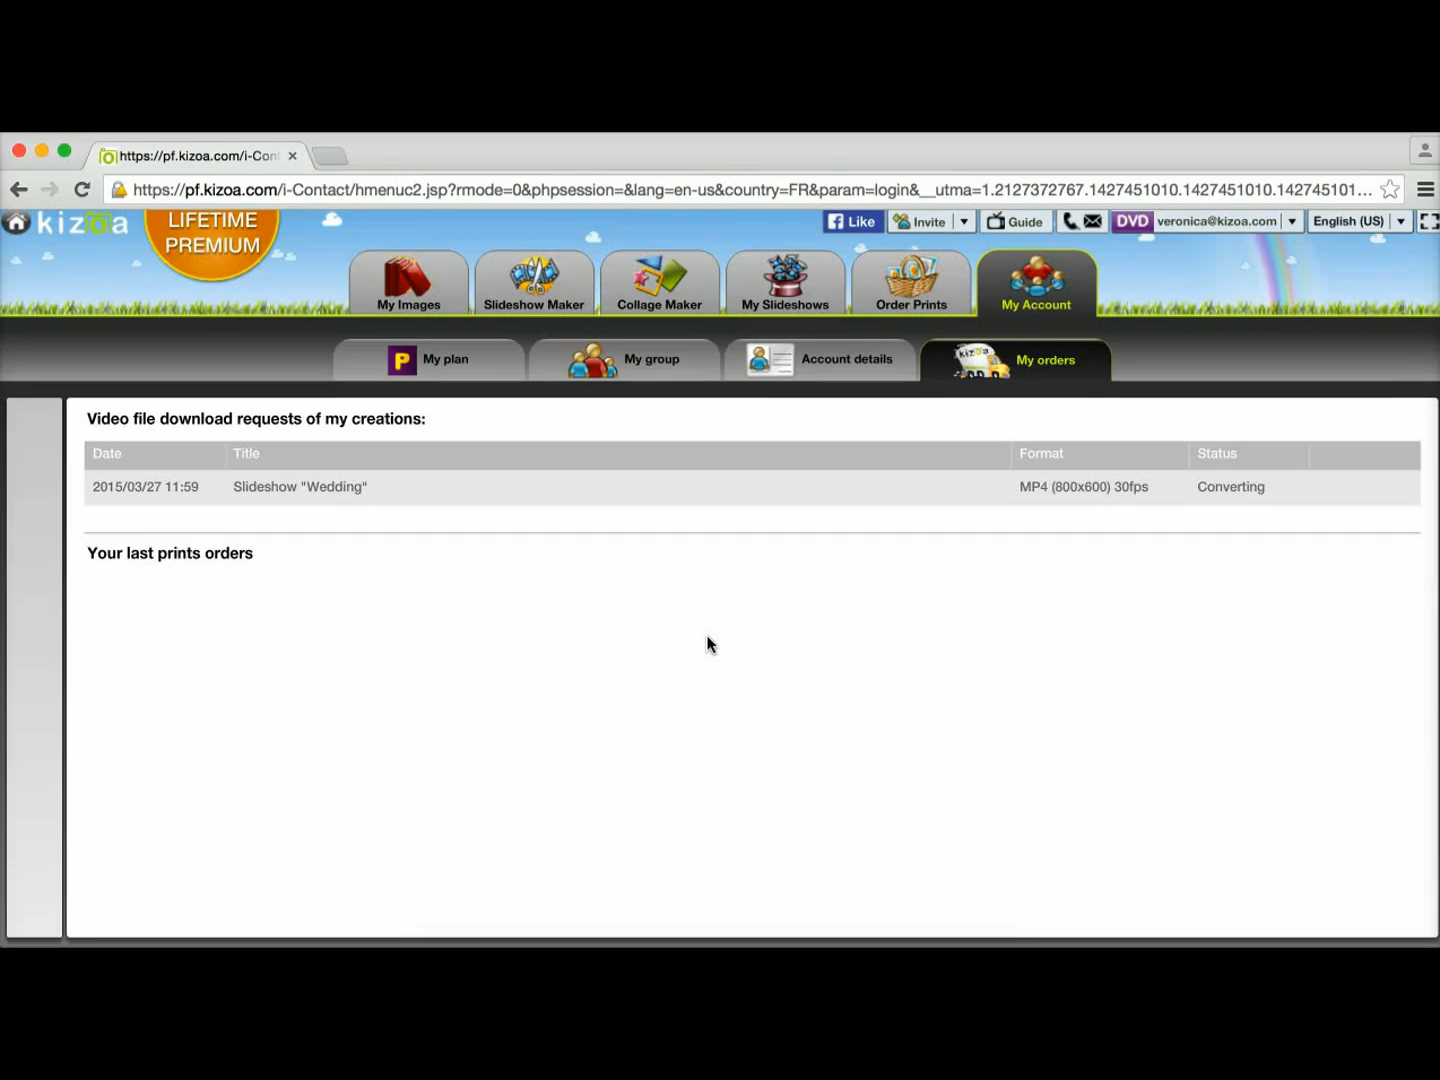 https://pf.kizoa.com/i-Con
https://pf.kizoa.com/i-Contact/hmenuc2.jsp?rmode=0&phpsession=&lang=en-us&country=FR&param=login&__utma=1.2127372767.1427451010.1427451010.142745101...
kizoa
LIFETIME
PREMIUM
Like
Invite
Guide
DVD
veronica@kizoa.com
English (US)
My Images
Slideshow Maker
Collage Maker
My Slideshows
Order Prints
My Account
P My plan
My group
Account details
kizoa My orders
Video file download requests of my creations:
Date Title Format Status
2015/03/27 11:59 Slideshow "Wedding" MP4 (800x600) 30fps Converting
Your last prints orders